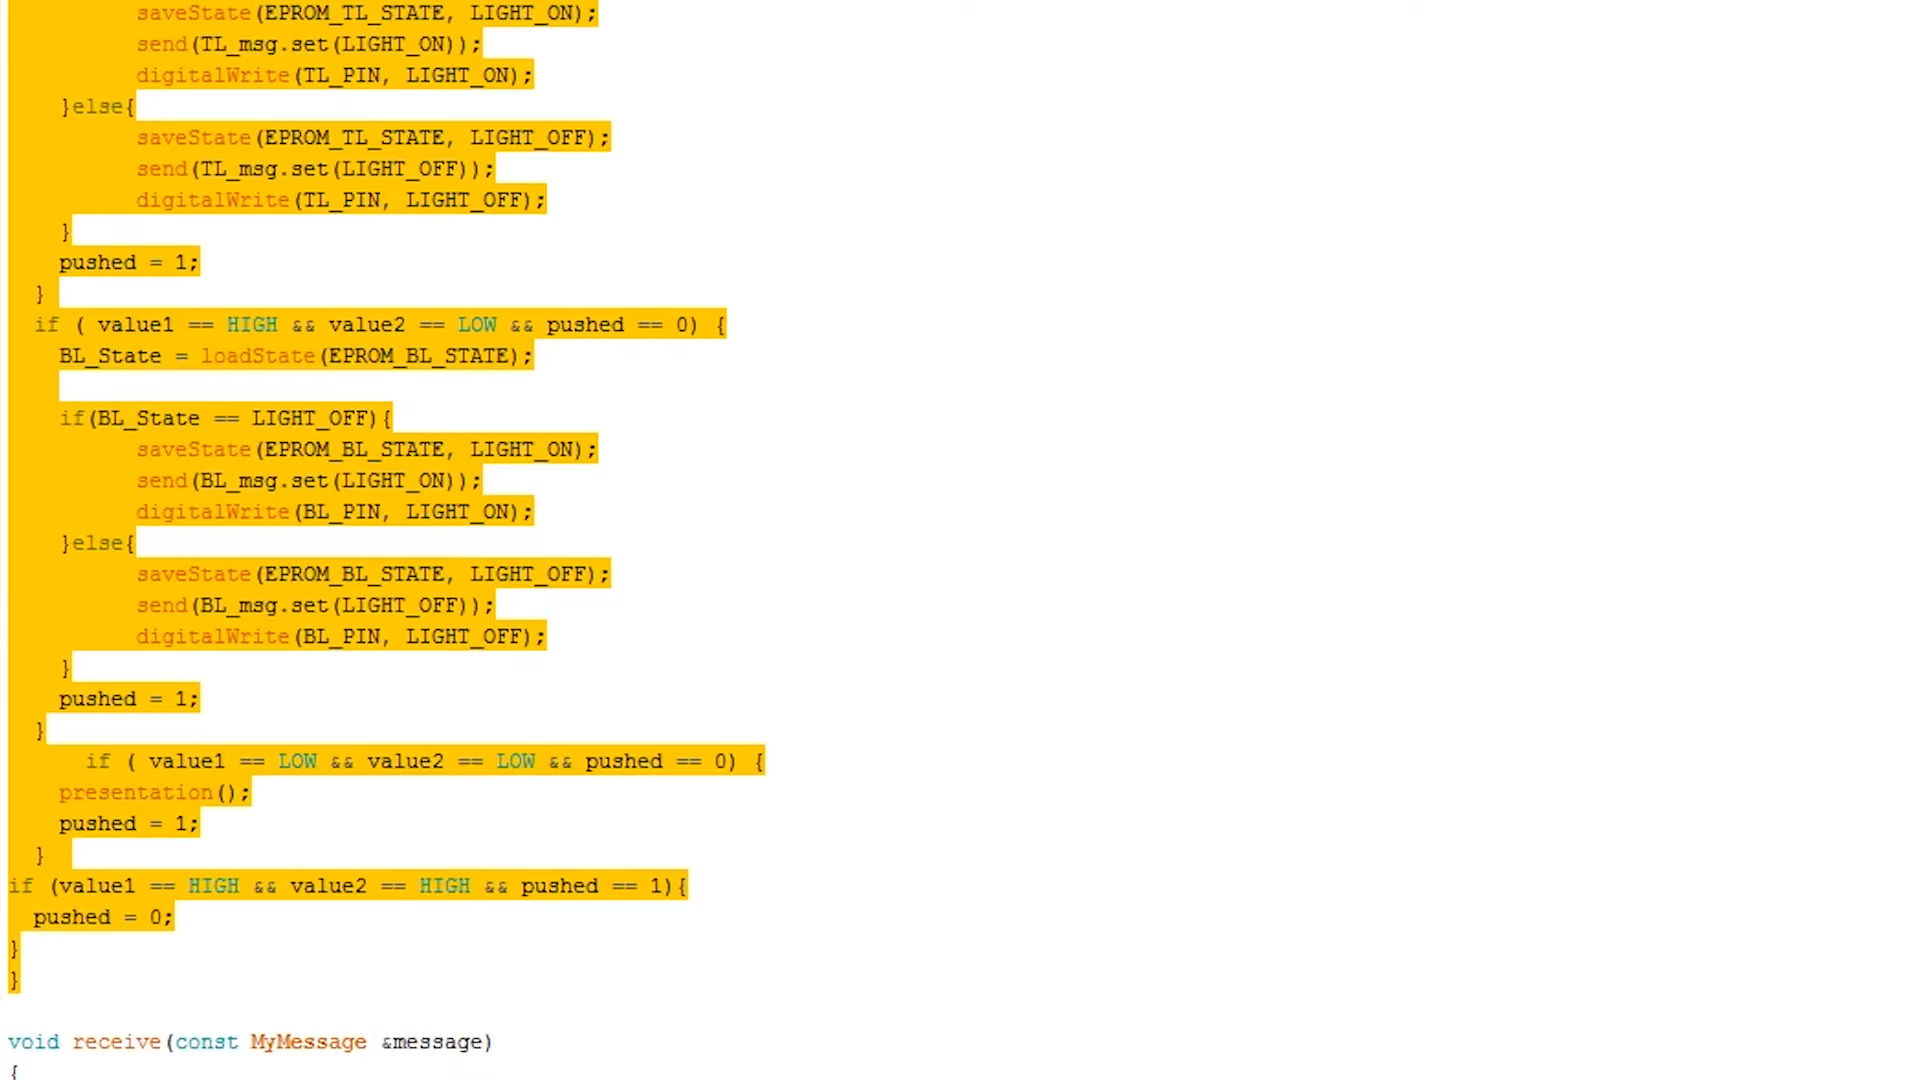 saveState(EPROM_TL_STATE, LIGHT_ON);
send(TL_msg.set(LIGHT_ON));
digitalWrite(TL_PIN, LIGHT_ON);
}else{
saveState(EPROM_TL_STATE, LIGHT_OFF);
send(TL_msg.set(LIGHT_OFF));
digitalWrite(TL_PIN, LIGHT_OFF);
}
pushed = 1;
}
if ( value1 == HIGH && value2 == LOW && pushed == 0) {
BL_State = loadState(EPROM_BL_STATE);
if(BL_State == LIGHT_OFF){
saveState(EPROM_BL_STATE, LIGHT_ON);
send(BL_msg.set(LIGHT_ON));
digitalWrite(BL_PIN, LIGHT_ON);
}else{
saveState(EPROM_BL_STATE, LIGHT_OFF);
send(BL_msg.set(LIGHT_OFF));
digitalWrite(BL_PIN, LIGHT_OFF);
}
pushed = 1;
}
if ( value1 == LOW && value2 == LOW && pushed == 0) {
presentation();
pushed = 1;
}
if (value1 == HIGH && value2 == HIGH && pushed == 1){
pushed = 0;
}
}
void receive(const MyMessage &message)
{